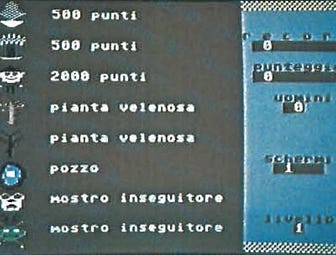 500 punti
500 punti
2000 punti
pianta velenosa
pianta velenosa
pozzo
mostro inseguitore
mostro inseguitore
record
0
punteggio
0
uomini
0
schermi
1
livello
1